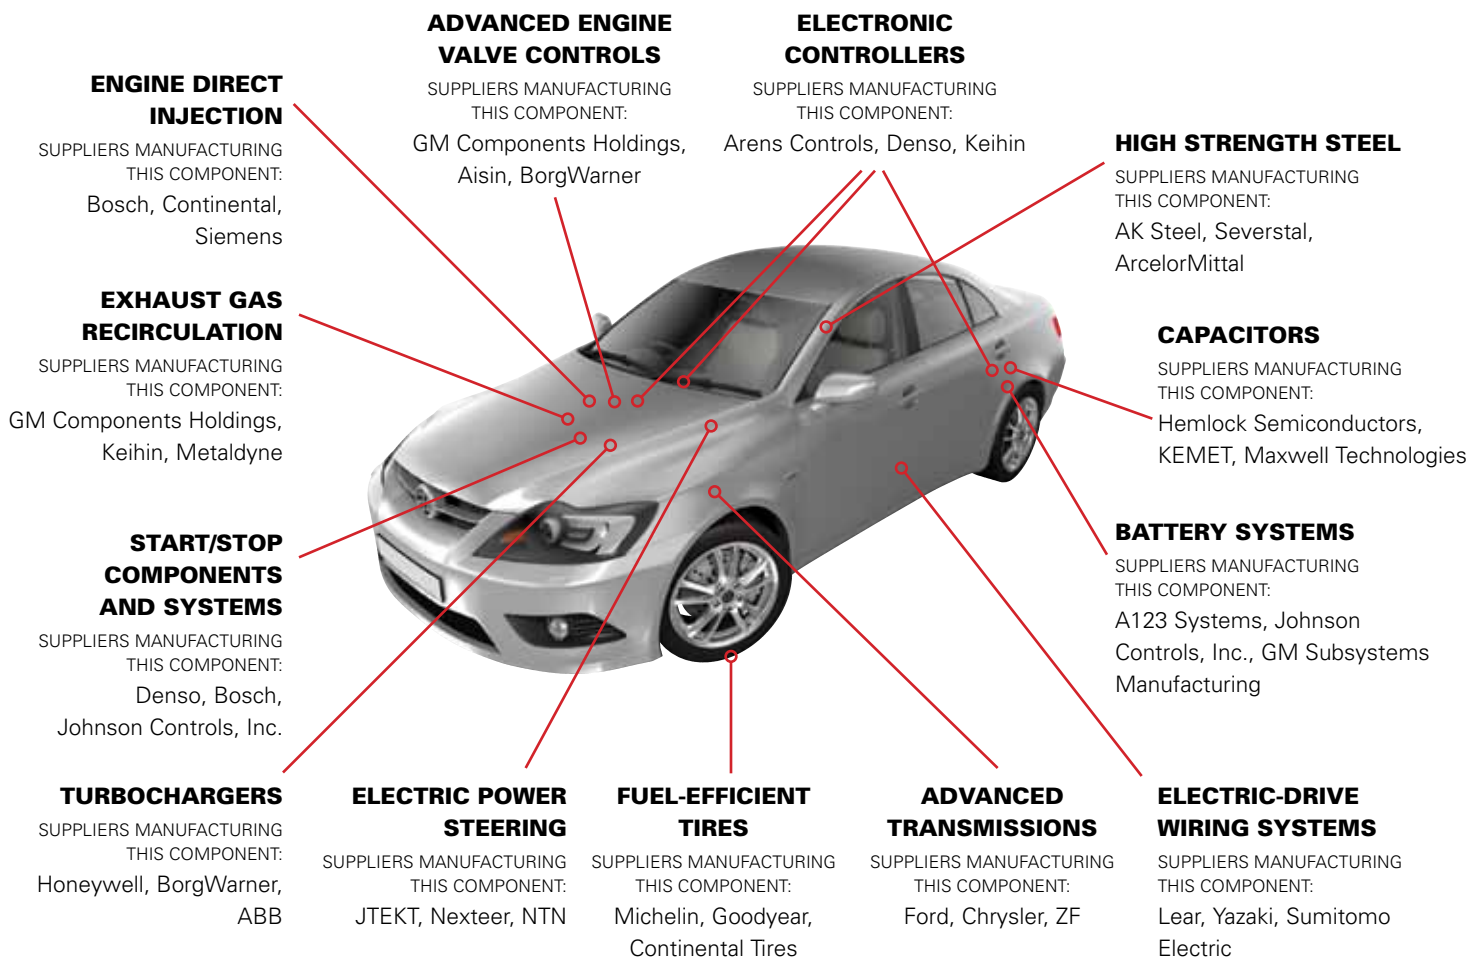 ADVANCED ENGINE
VALVE CONTROLS
SUPPLIERS MANUFACTURING
THIS COMPONENT:
GM Components Holdings,
Aisin, BorgWarner
ELECTRONIC
CONTROLLERS
SUPPLIERS MANUFACTURING
THIS COMPONENT:
Arens Controls, Denso, Keihin
ENGINE DIRECT
INJECTION
SUPPLIERS MANUFACTURING
THIS COMPONENT:
Bosch, Continental,
Siemens
HIGH STRENGTH STEEL
SUPPLIERS MANUFACTURING
THIS COMPONENT:
AK Steel, Severstal,
ArcelorMittal
EXHAUST GAS
RECIRCULATION
SUPPLIERS MANUFACTURING
THIS COMPONENT:
GM Components Holdings,
Keihin, Metaldyne
CAPACITORS
SUPPLIERS MANUFACTURING
THIS COMPONENT:
Hemlock Semiconductors,
KEMET, Maxwell Technologies
START/STOP
COMPONENTS
AND SYSTEMS
SUPPLIERS MANUFACTURING
THIS COMPONENT:
Denso, Bosch,
Johnson Controls, Inc.
BATTERY SYSTEMS
SUPPLIERS MANUFACTURING
THIS COMPONENT:
A123 Systems, Johnson
Controls, Inc., GM Subsystems
Manufacturing
TURBOCHARGERS
SUPPLIERS MANUFACTURING
THIS COMPONENT:
Honeywell, BorgWarner,
ABB
ELECTRIC POWER
STEERING
SUPPLIERS MANUFACTURING
THIS COMPONENT:
JTEKT, Nexteer, NTN
FUEL-EFFICIENT
TIRES
SUPPLIERS MANUFACTURING
THIS COMPONENT:
Michelin, Goodyear,
Continental Tires
ADVANCED
TRANSMISSIONS
SUPPLIERS MANUFACTURING
THIS COMPONENT:
Ford, Chrysler, ZF
ELECTRIC-DRIVE
WIRING SYSTEMS
SUPPLIERS MANUFACTURING
THIS COMPONENT:
Lear, Yazaki, Sumitomo
Electric